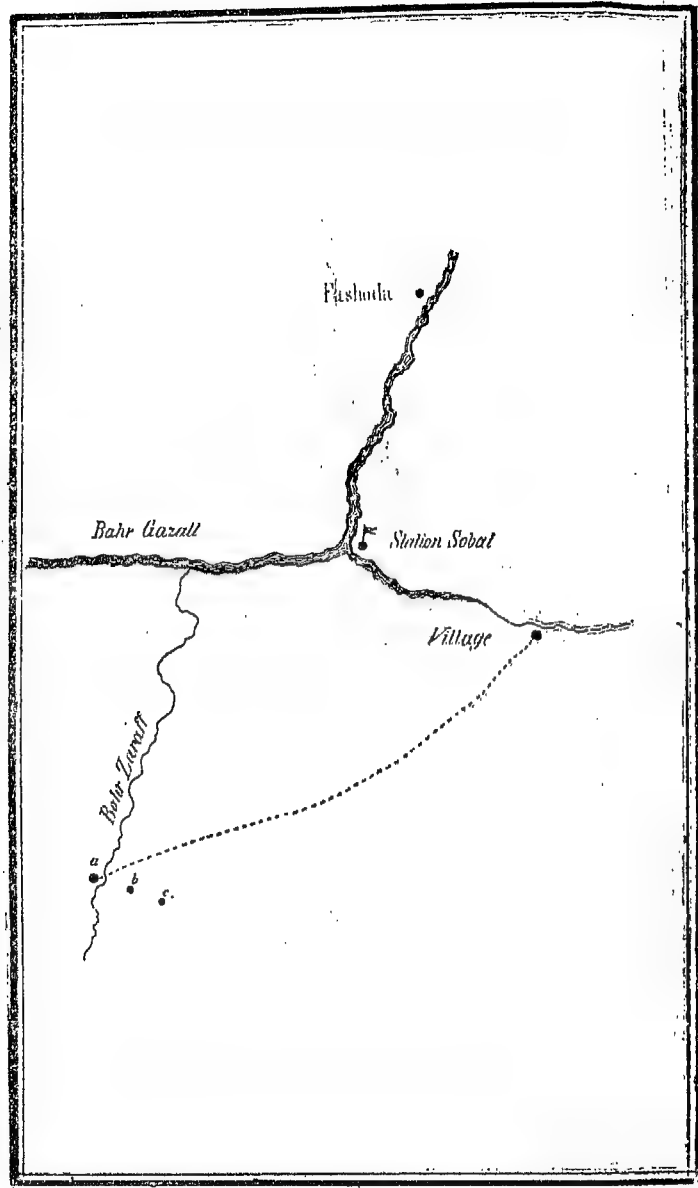 Fashoda
Bahr Gazall
Station Sobat
Village
Bahr Zaraff
a
b
c.